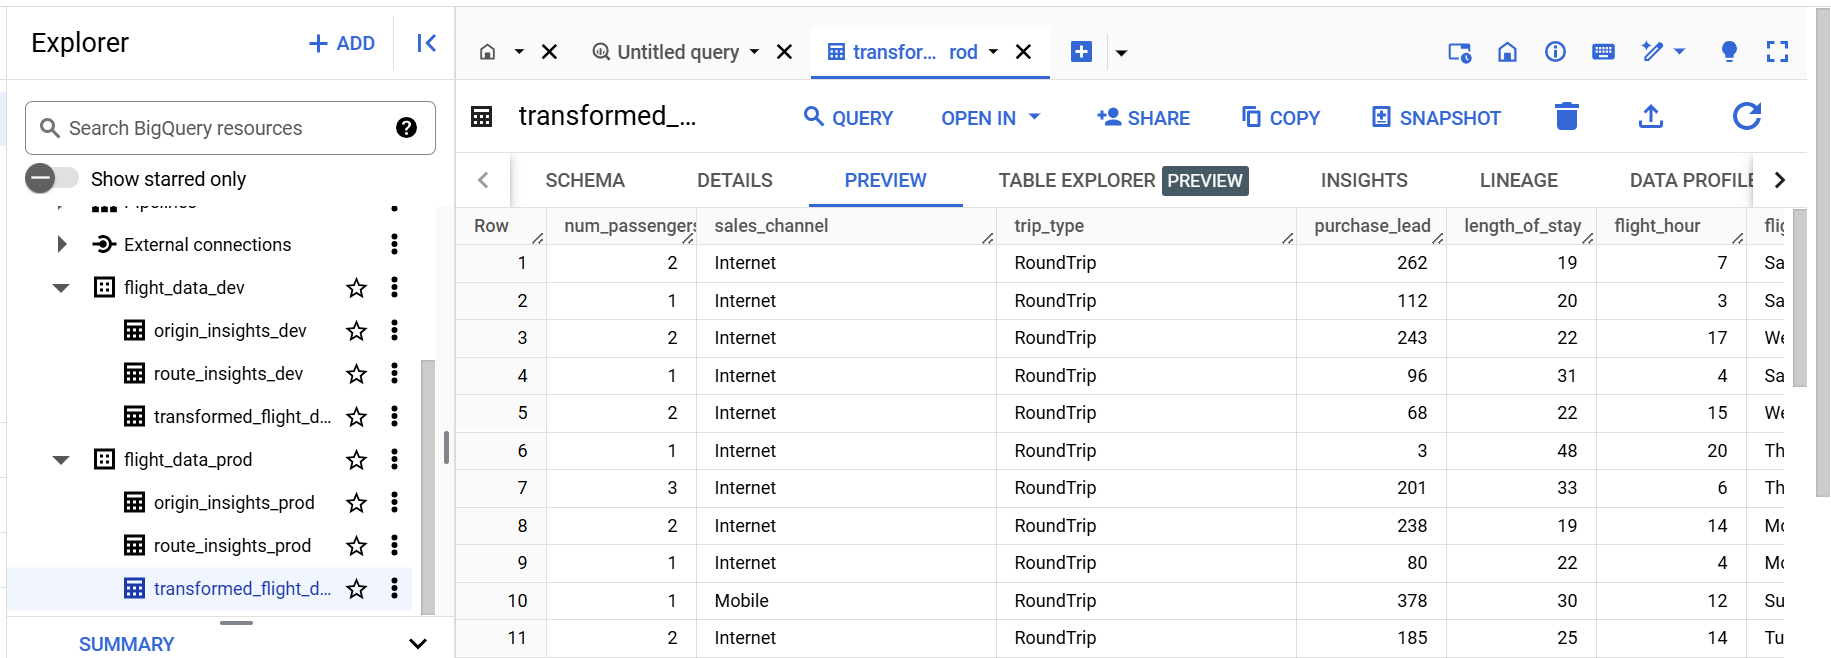 Explorer
ADD
Search BigQuery resources
Show starred only
Pipelines
External connections
flight_data_dev
origin_insights_dev
route_insights_dev
transformed_flight_d...
flight_data_prod
origin_insights_prod
route_insights_prod
transformed_flight_d...
SUMMARY
Untitled query
transfor... rod
transformed_...
QUERY
OPEN IN
SHARE
COPY
SNAPSHOT
SCHEMA DETAILS PREVIEW TABLE EXPLORER PREVIEW INSIGHTS LINEAGE DATA PROFILE
Row num_passengers sales_channel trip_type purchase_lead length_of_stay flight_hour flig
1 2 Internet RoundTrip 262 19 7 Sa
2 1 Internet RoundTrip 112 20 3 Sa
3 2 Internet RoundTrip 243 22 17 We
4 1 Internet RoundTrip 96 31 4 Sa
5 2 Internet RoundTrip 68 22 15 We
6 1 Internet RoundTrip 3 48 20 Th
7 3 Internet RoundTrip 201 33 6 Th
8 2 Internet RoundTrip 238 19 14 Mo
9 1 Internet RoundTrip 80 22 4 Mo
10 1 Mobile RoundTrip 378 30 12 Su
11 2 Internet RoundTrip 185 25 14 Tu